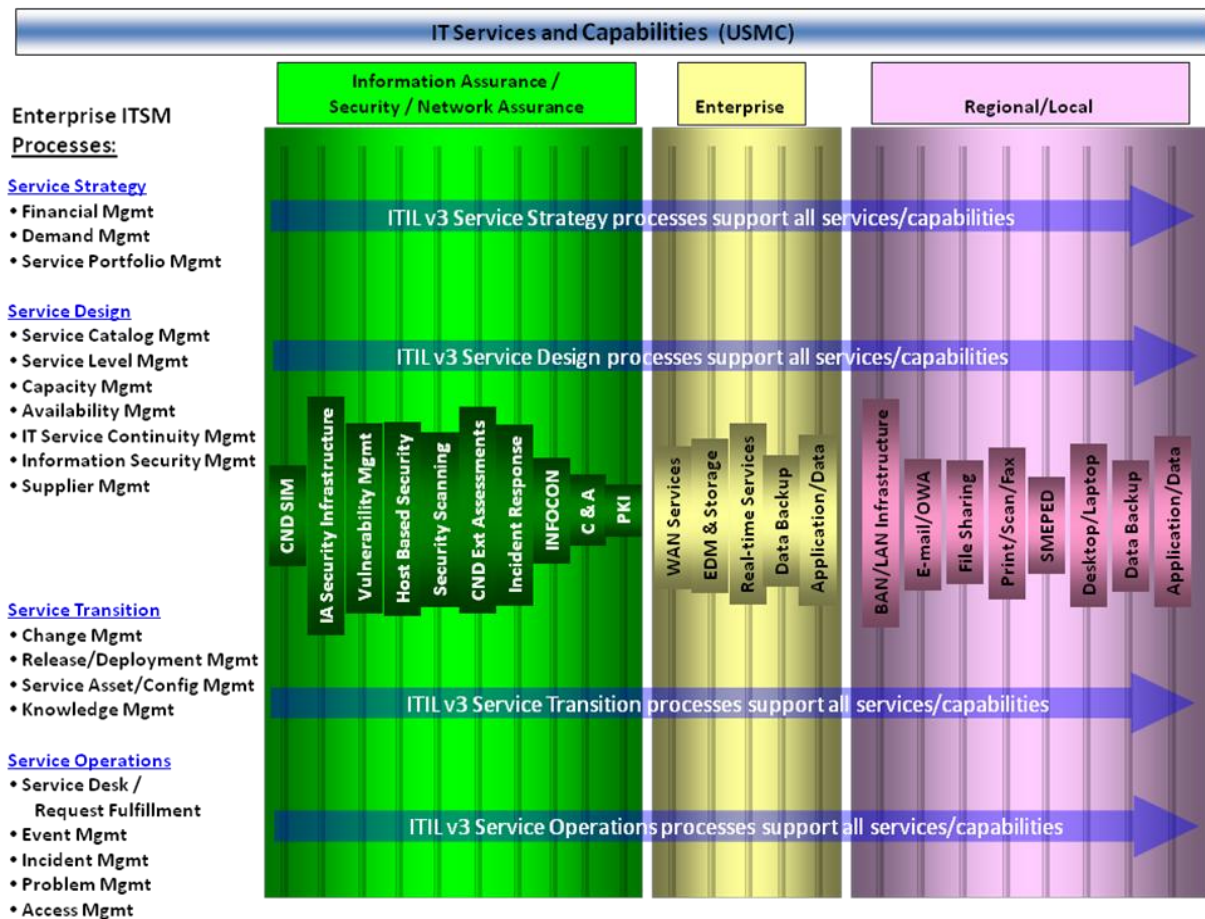 IT Services and Capabilities (USMC)
Information Assurance /
Security / Network Assurance
Enterprise
Regional/Local
Enterprise ITSM
Processes:
Service Strategy
• Financial Mgmt
• Demand Mgmt
• Service Portfolio Mgmt
ITIL v3 Service Strategy processes support all services/capabilities
Service Design
• Service Catalog Mgmt
• Service Level Mgmt
• Capacity Mgmt
• Availability Mgmt
• IT Service Continuity Mgmt
• Information Security Mgmt
• Supplier Mgmt
ITIL v3 Service Design processes support all services/capabilities
CND SIM
IA Security Infrastructure
Vulnerability Mgmt
Host Based Security
Security Scanning
CND Ext Assessments
Incident Response
INFOCON
C & A
PKI
WAN Services
EDM & Storage
Real-time Services
Data Backup
Application/Data
BAN/LAN Infrastructure
E-mail/OWA
File Sharing
Print/Scan/Fax
SMEPED
Desktop/Laptop
Data Backup
Application/Data
Service Transition
• Change Mgmt
• Release/Deployment Mgmt
• Service Asset/Config Mgmt
• Knowledge Mgmt
ITIL v3 Service Transition processes support all services/capabilities
Service Operations
• Service Desk /
Request Fulfillment
• Event Mgmt
• Incident Mgmt
• Problem Mgmt
• Access Mgmt
ITIL v3 Service Operations processes support all services/capabilities